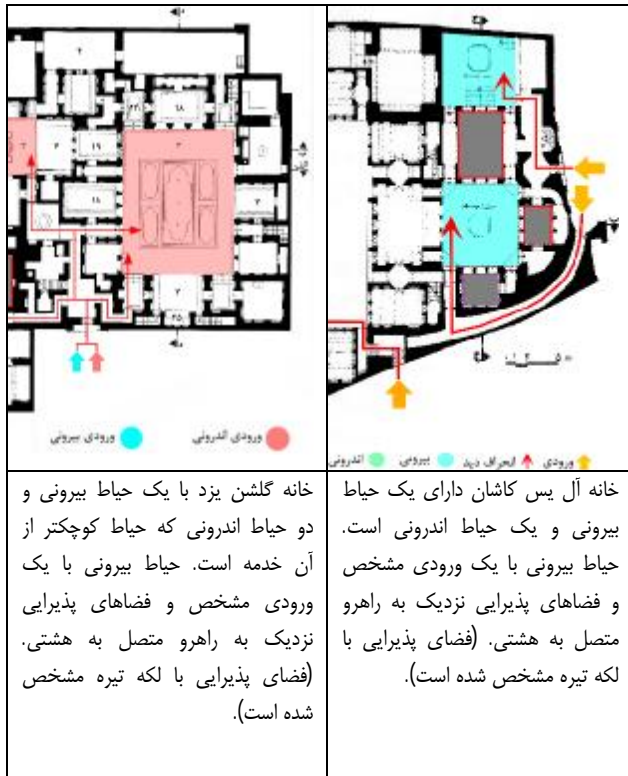 ورودی
انحراف دید
بیرونی
اندرونی
ورودی اندرونی
ورودی بیرونی
خانه آل یس کاشان دارای یک حیاط
بیرونی و یک حیاط اندرونی است.
حیاط بیرونی با یک ورودی مشخص
و فضاهای پذیرایی نزدیک به راهرو
متصل به هشتی. (فضای پذیرایی با
لکه تیره مشخص شده است).
خانه گلشن یزد با یک حیاط بیرونی و
دو حیاط اندرونی که حیاط کوچکتر از
آن خدمه است. حیاط بیرونی با یک
ورودی مشخص و فضاهای پذیرایی
نزدیک به راهرو متصل به هشتی.
(فضای پذیرایی با لکه تیره مشخص
شده است).